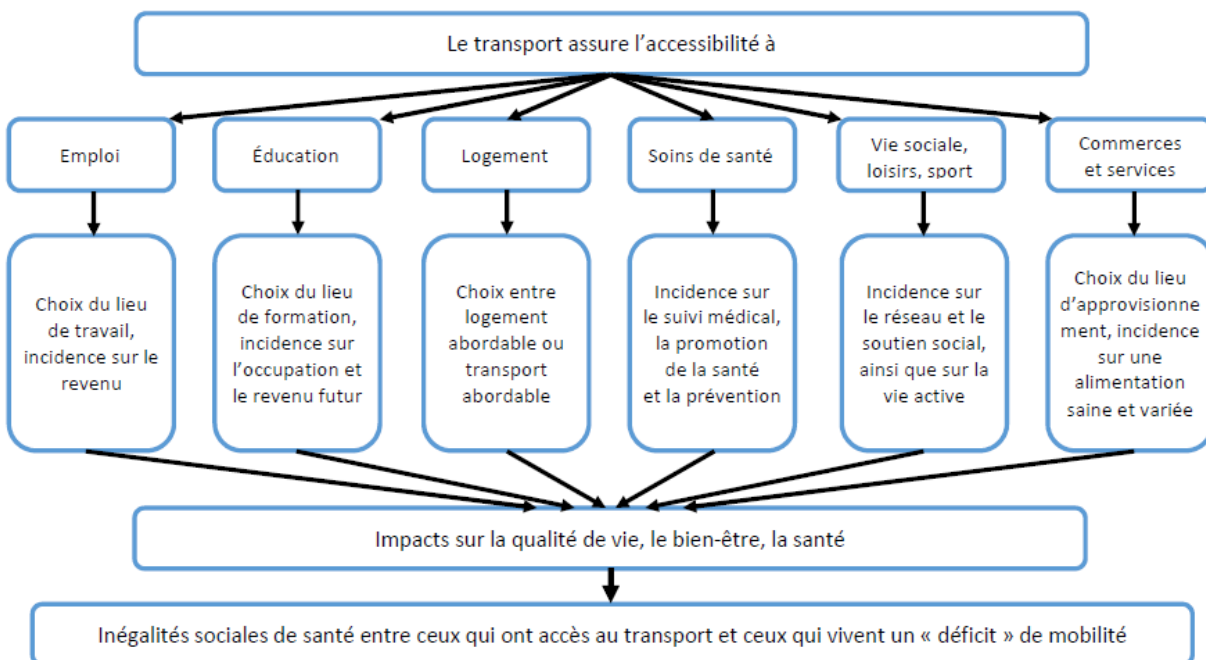 Le transport assure l'accessibilité à
Emploi
Éducation
Logement
Soins de santé
Vie sociale,
loisirs, sport
Commerces
et services
Choix du lieu
de travail,
incidence sur le
revenu
Choix du lieu
de formation,
incidence sur
l'occupation et
le revenu futur
Choix entre
logement
abordable ou
transport
abordable
Incidence sur
le suivi médical,
la promotion
de la santé
et la prévention
Incidence sur
le réseau et le
soutien social,
ainsi que sur la
vie active
Choix du lieu
d'approvisionne
ment, incidence
sur une
alimentation
saine et variée
Impacts sur la qualité de vie, le bien-être, la santé
Inégalités sociales de santé entre ceux qui ont accès au transport et ceux qui vivent un « déficit » de mobilité